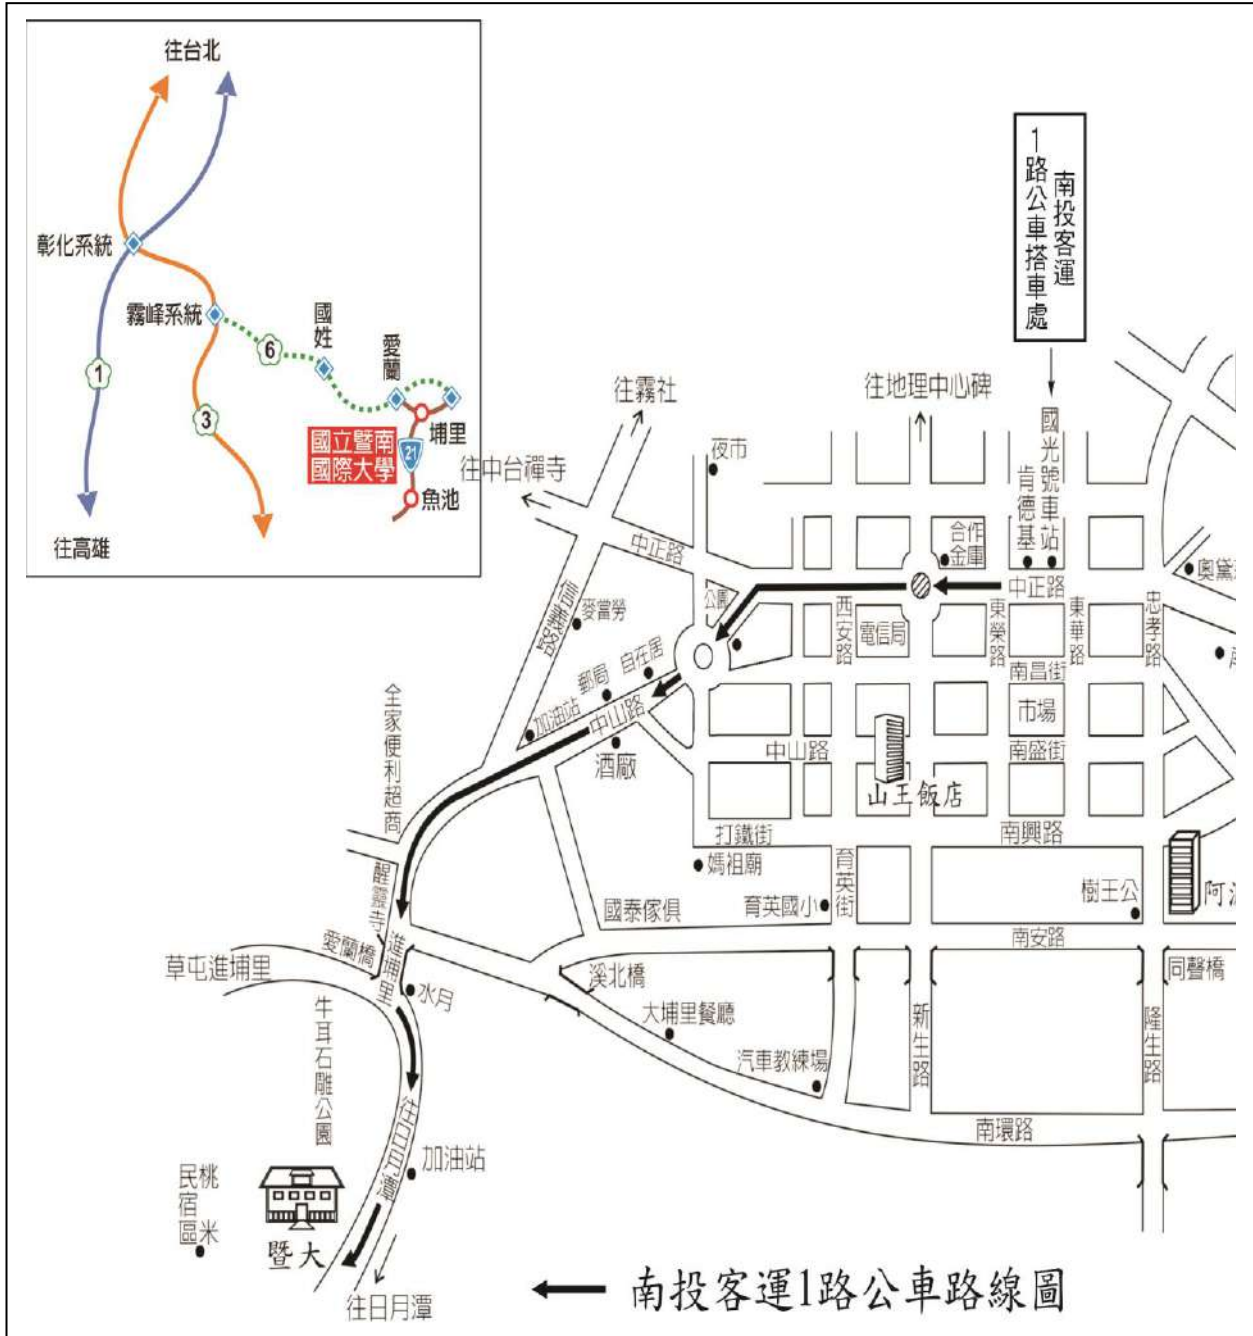 往台北
彰化系統
霧峰系統
國姓
愛蘭
6
1
3
國立暨南
國際大學
埔里
21
魚池
往高雄
南投客運
1路公車搭車處
往霧社
往地理中心碑
夜市
往中台禪寺
國光號車站
肯德基
合作
金庫
中正路
中正路
信義路
麥當勞
公園
西安路
電信局
東榮路
東華路
忠孝路
奧黛
南昌街
自在居
郵局
加油站
中山路
酒廠
中山路
市場
南盛街
山王飯店
全家便利超商
打鐵街
南興路
媽祖廟
育英街
醒靈寺
國泰傢俱
育英國小
樹王公
南安路
愛蘭橋
進埔里
草屯進埔里
水月
溪北橋
同聲橋
大埔里餐廳
新生路
隆生路
牛耳石雕公園
汽車教練場
南環路
往日月潭
加油站
桃米
民宿區
暨大
往日月潭
南投客運1路公車路線圖